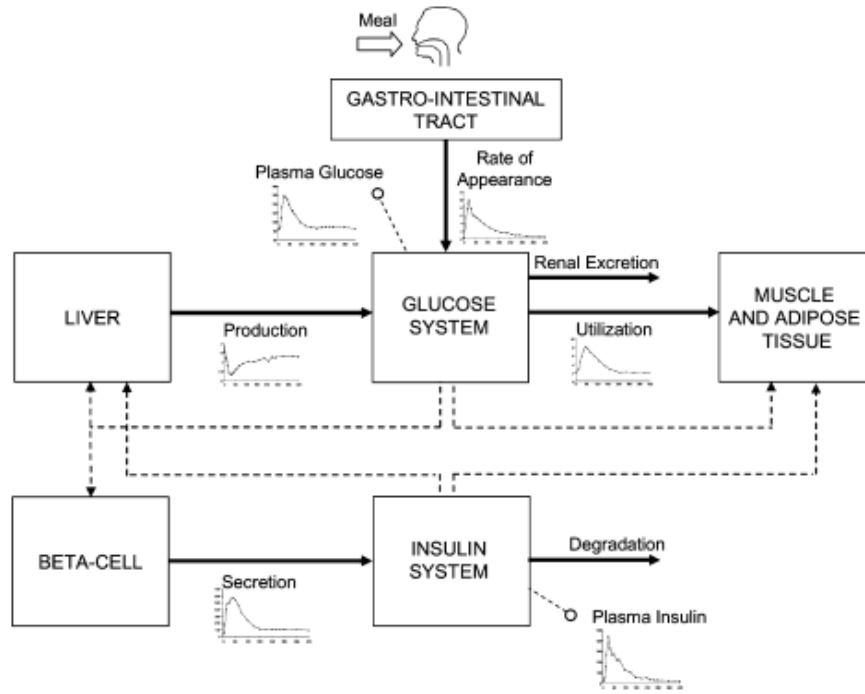 Meal
GASTRO-INTESTINAL
TRACT
Plasma Glucose
Rate of
Appearance
LIVER
Production
GLUCOSE
SYSTEM
Renal Excretion
Utilization
MUSCLE
AND ADIPOSE
TISSUE
BETA-CELL
Secretion
INSULIN
SYSTEM
Degradation
Plasma Insulin